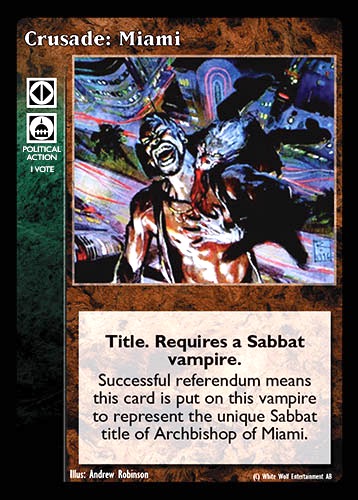 Crusade: Miami
POLITICAL
ACTION
1 VOTE
Title. Requires a Sabbat
vampire.
Successful referendum means
this card is put on this vampire
to represent the unique Sabbat
title of Archbishop of Miami.
Illus: Andrew Robinson
(C) White Wolf Entertainment AB